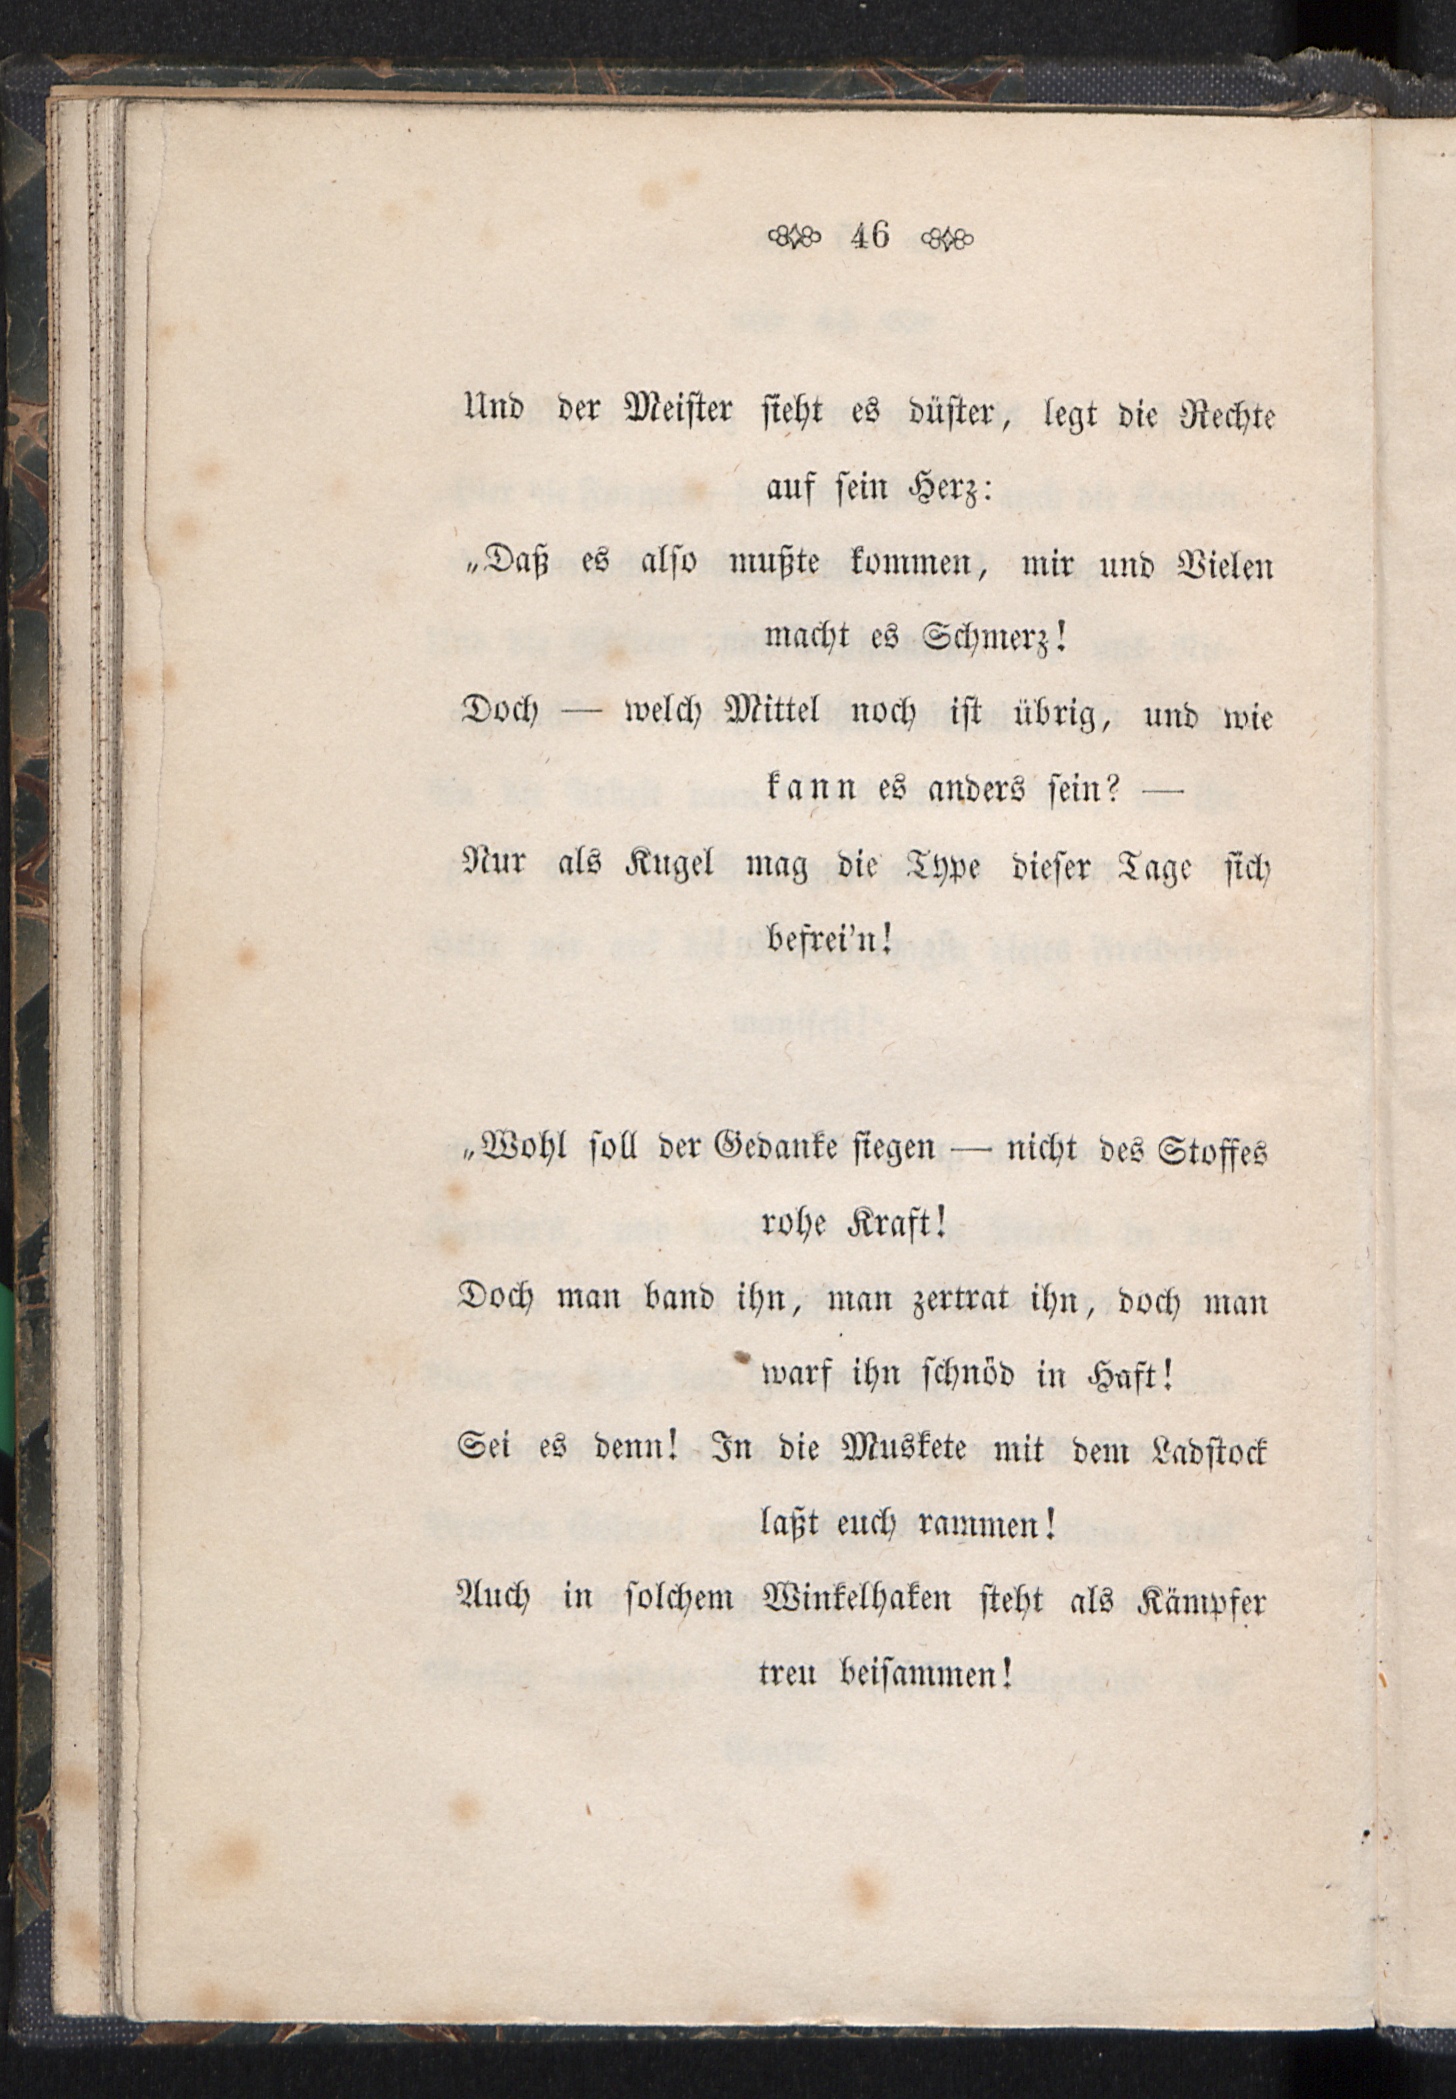 46
Und der Meister sieht es düster, legt die Rechte
auf sein Herz:
„Daß es also mußte kommen, mir und Vielen
macht es Schmerz!
Doch — welch Mittel noch ist übrig, und wie
kann es anders sein? —
Nur als Kugel mag die Type dieser Tage sich
befrei'n!
„Wohl soll der Gedanke siegen — nicht des Stoffes
rohe Kraft!
Doch man band ihn, man zertrat ihn, doch man
warf ihn schnöd in Haft!
Sei es denn! In die Muskete mit dem Ladstock
laßt euch rammen!
Auch in solchem Winkelhaken steht als Kämpfer
treu beisammen!